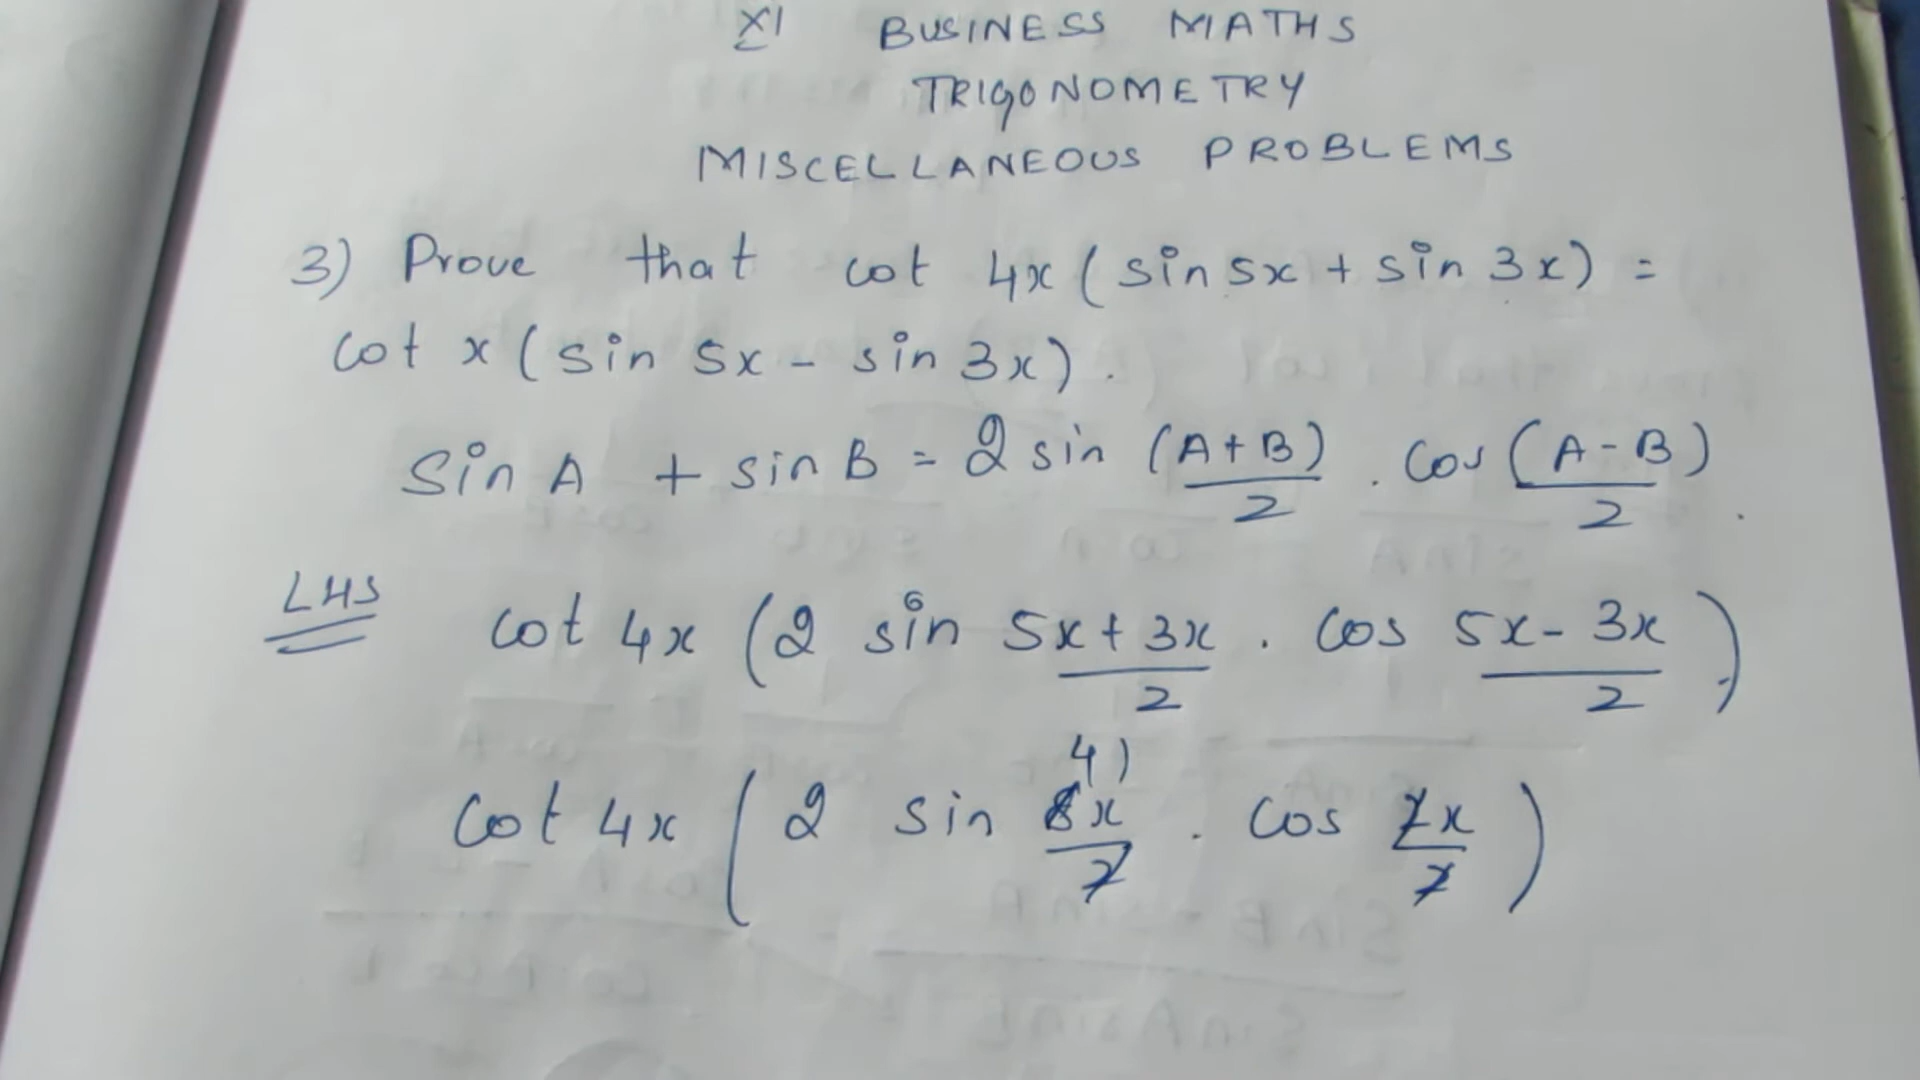 XI BUSINESS MATHS
TRIGONOMETRY
MISCELLANEOUS PROBLEMS
3) Prove that cot 4x (sin 5x + sin 3x) =
cot x (sin 5x - sin 3x).
Sin A + sin B = 2 sin (A+B)/2 . cos (A-B)/2
LHS cot 4x (2 sin 5x+3x/2 . cos 5x-3x/2)
4)
cot 4x (2 sin 8x/2 . cos 2x/2)